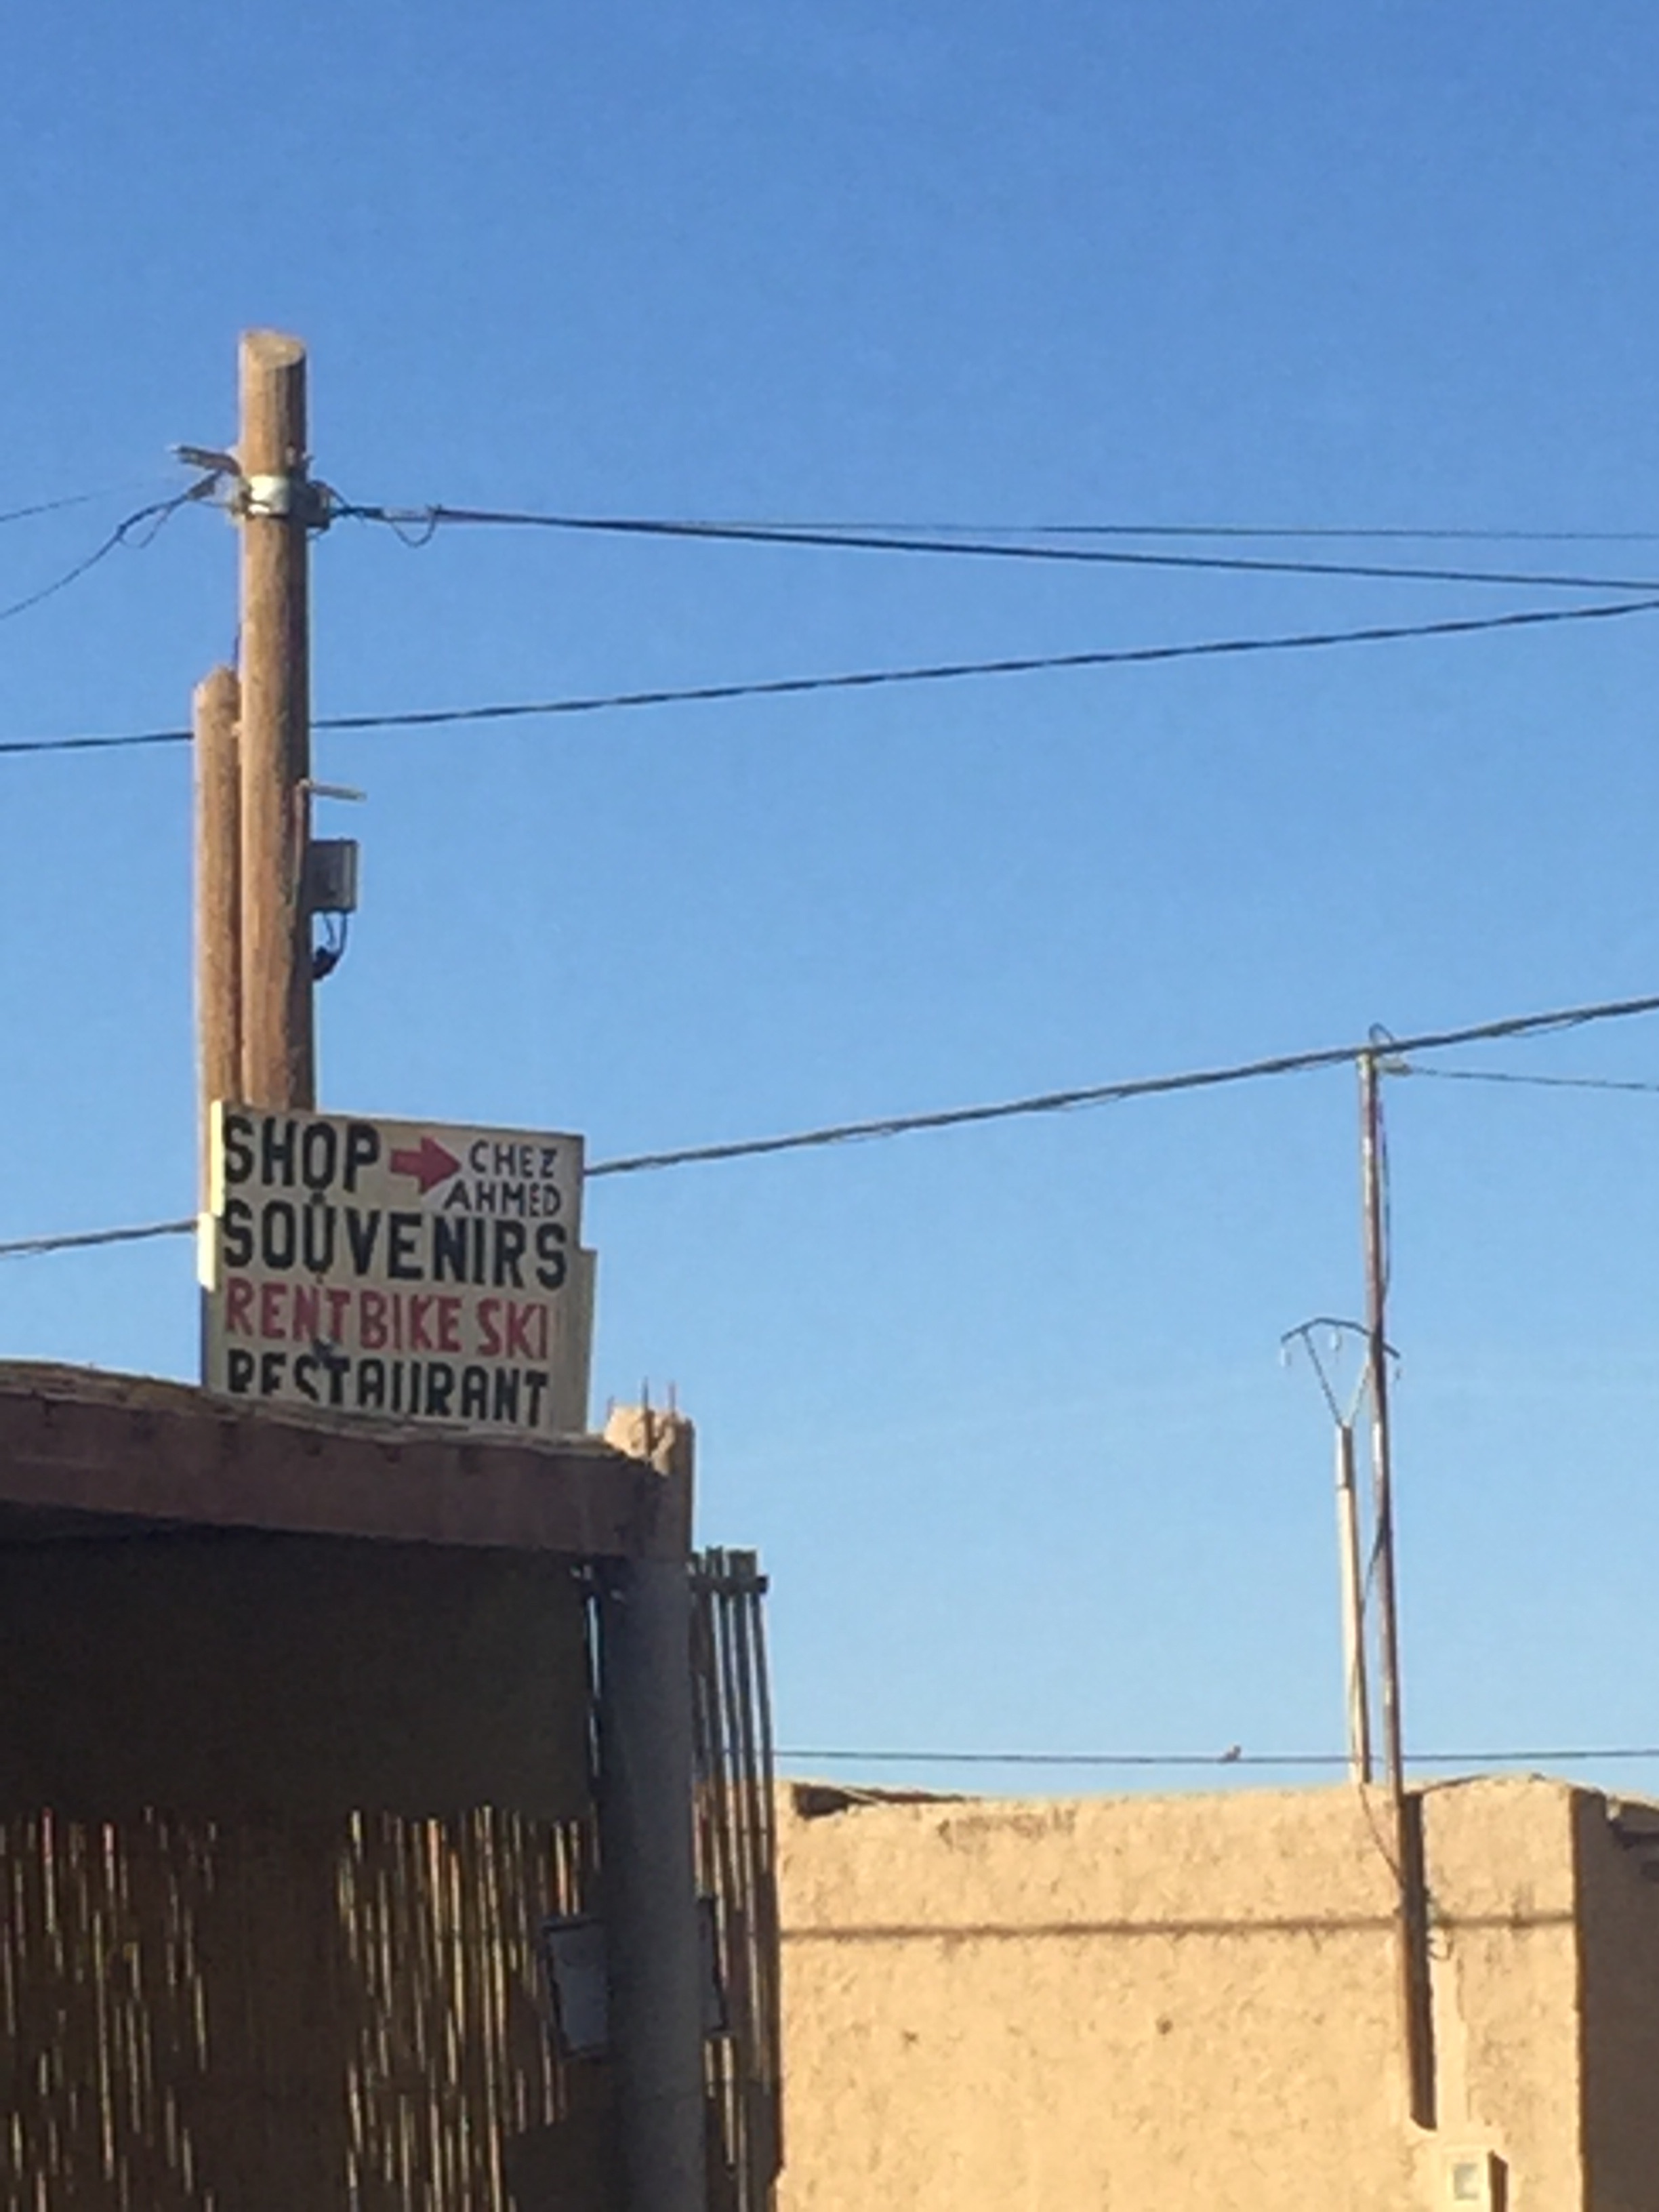 SHOP CHEZ
AHMED
SOUVENIRS
RENT BIKE SKI
RESTAURANT